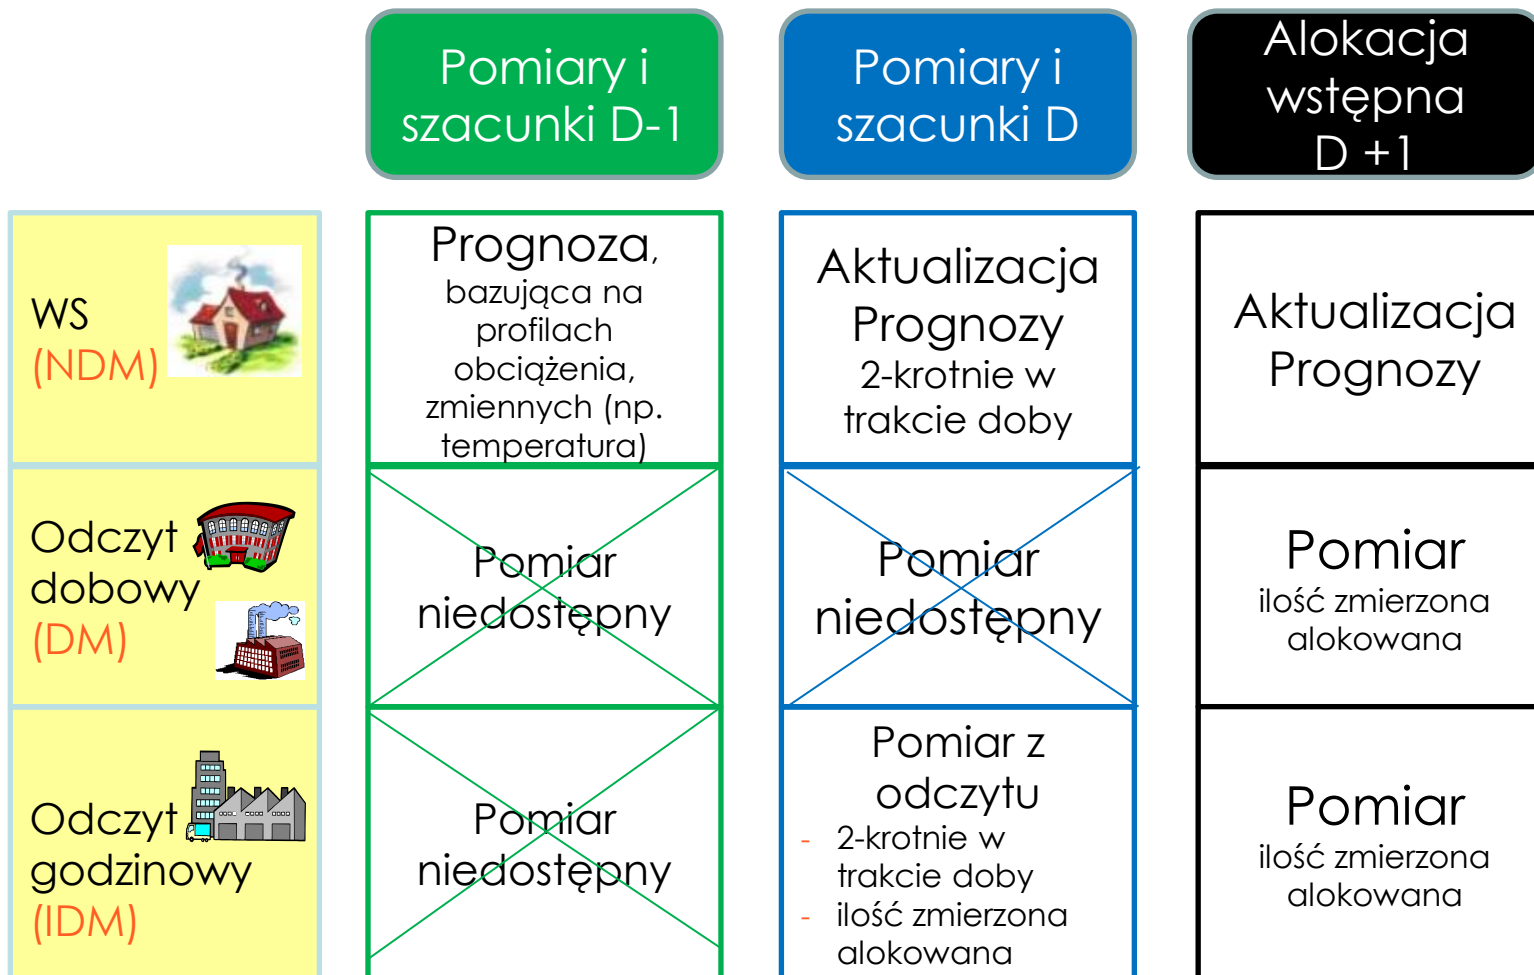 Pomiary i
szacunki D-1
Pomiary i
szacunki D
Alokacja
wstępna
D +1
WS
(NDM)
Prognoza,
bazująca na
profilach
obciążenia,
zmiennych (np.
temperatura)
Aktualizacja
Prognozy
2-krotnie w
trakcie doby
Aktualizacja
Prognozy
Odczyt
dobowy
(DM)
Pomiar
niedostępny
Pomiar
niedostępny
Pomiar
ilość zmierzona
alokowana
Odczyt
godzinowy
(IDM)
Pomiar
niedostępny
Pomiar z
odczytu
- 2-krotnie w
trakcie doby
- ilość zmierzona
alokowana
Pomiar
ilość zmierzona
alokowana